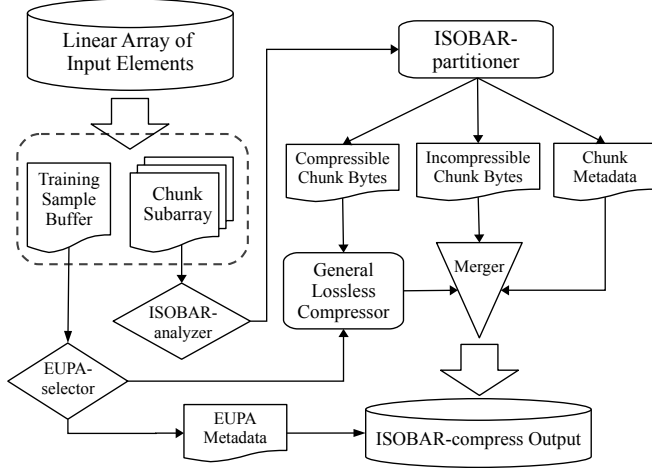 Linear Array of
Input Elements
ISOBAR-
partitioner
Training
Sample
Buffer
Chunk
Subarray
Compressible
Chunk Bytes
Incompressible
Chunk Bytes
Chunk
Metadata
ISOBAR-
analyzer
General
Lossless
Compressor
Merger
EUPA-
selector
EUPA
Metadata
ISOBAR-compress Output